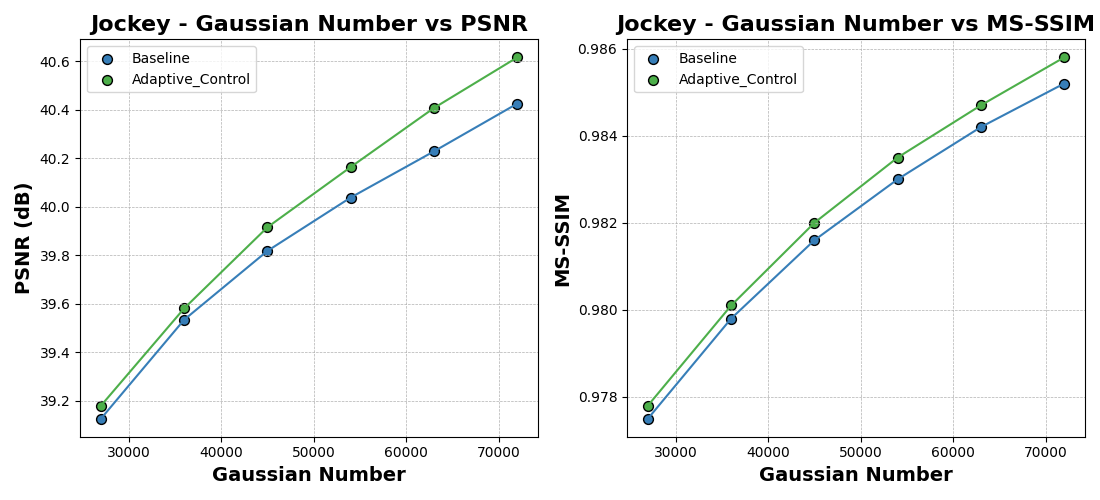 Jockey - Gaussian Number vs PSNR
Baseline
Adaptive_Control
40.6
40.4
40.2
40.0
39.8
39.6
39.4
39.2
PSNR (dB)
30000 40000 50000 60000 70000
Gaussian Number
Jockey - Gaussian Number vs MS-SSIM
Baseline
Adaptive_Control
0.986
0.984
0.982
0.980
0.978
MS-SSIM
30000 40000 50000 60000 70000
Gaussian Number